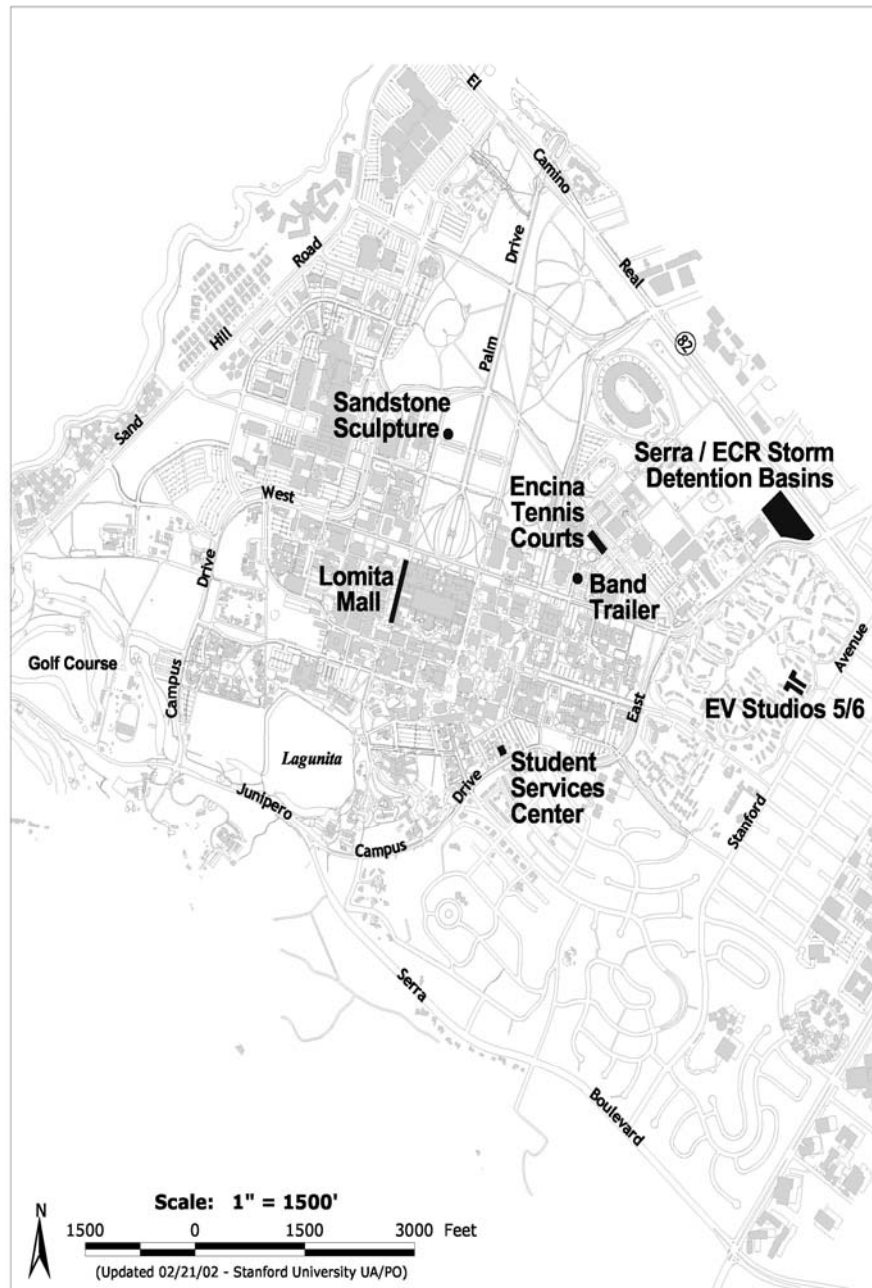 El
Camino
Real
82
Drive
Palm
Road
Hill
Sand
Sandstone
Sculpture
Serra / ECR Storm
Detention Basins
Encina
Tennis
Courts
West
Drive
Campus
Lomita
Mall
Band
Trailer
Golf Course
Avenue
EV Studios 5/6
East
Lagunita
Student
Services
Center
Drive
Campus
Junipero
Stanford
Serra
Boulevard
N
Scale: 1" = 1500'
1500 0 1500 3000 Feet
(Updated 02/21/02 - Stanford University UA/PO)